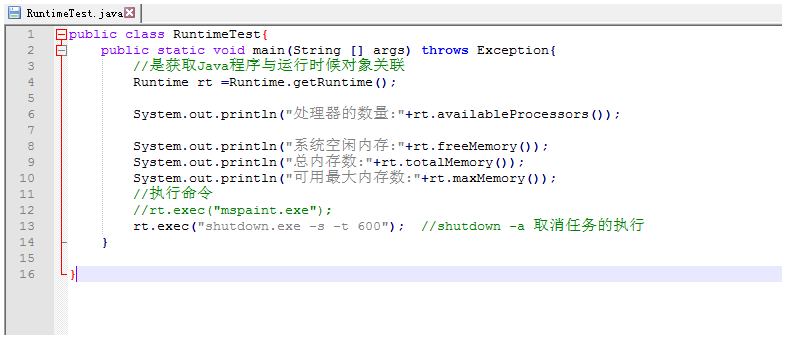 RuntimeTest.java
1 public class RuntimeTest{
2 public static void main(String [] args) throws Exception{
3 //是获取Java程序与运行时候对象关联
4 Runtime rt =Runtime.getRuntime();
5
6 System.out.println("处理器的数量:"+rt.availableProcessors());
7
8 System.out.println("系统空闲内存:"+rt.freeMemory());
9 System.out.println("总内存数:"+rt.totalMemory());
10 System.out.println("可用最大内存数:"+rt.maxMemory());
11 //执行命令
12 //rt.exec("mspaint.exe");
13 rt.exec("shutdown.exe -s -t 600"); //shutdown -a 取消任务的执行
14 }
15
16 }